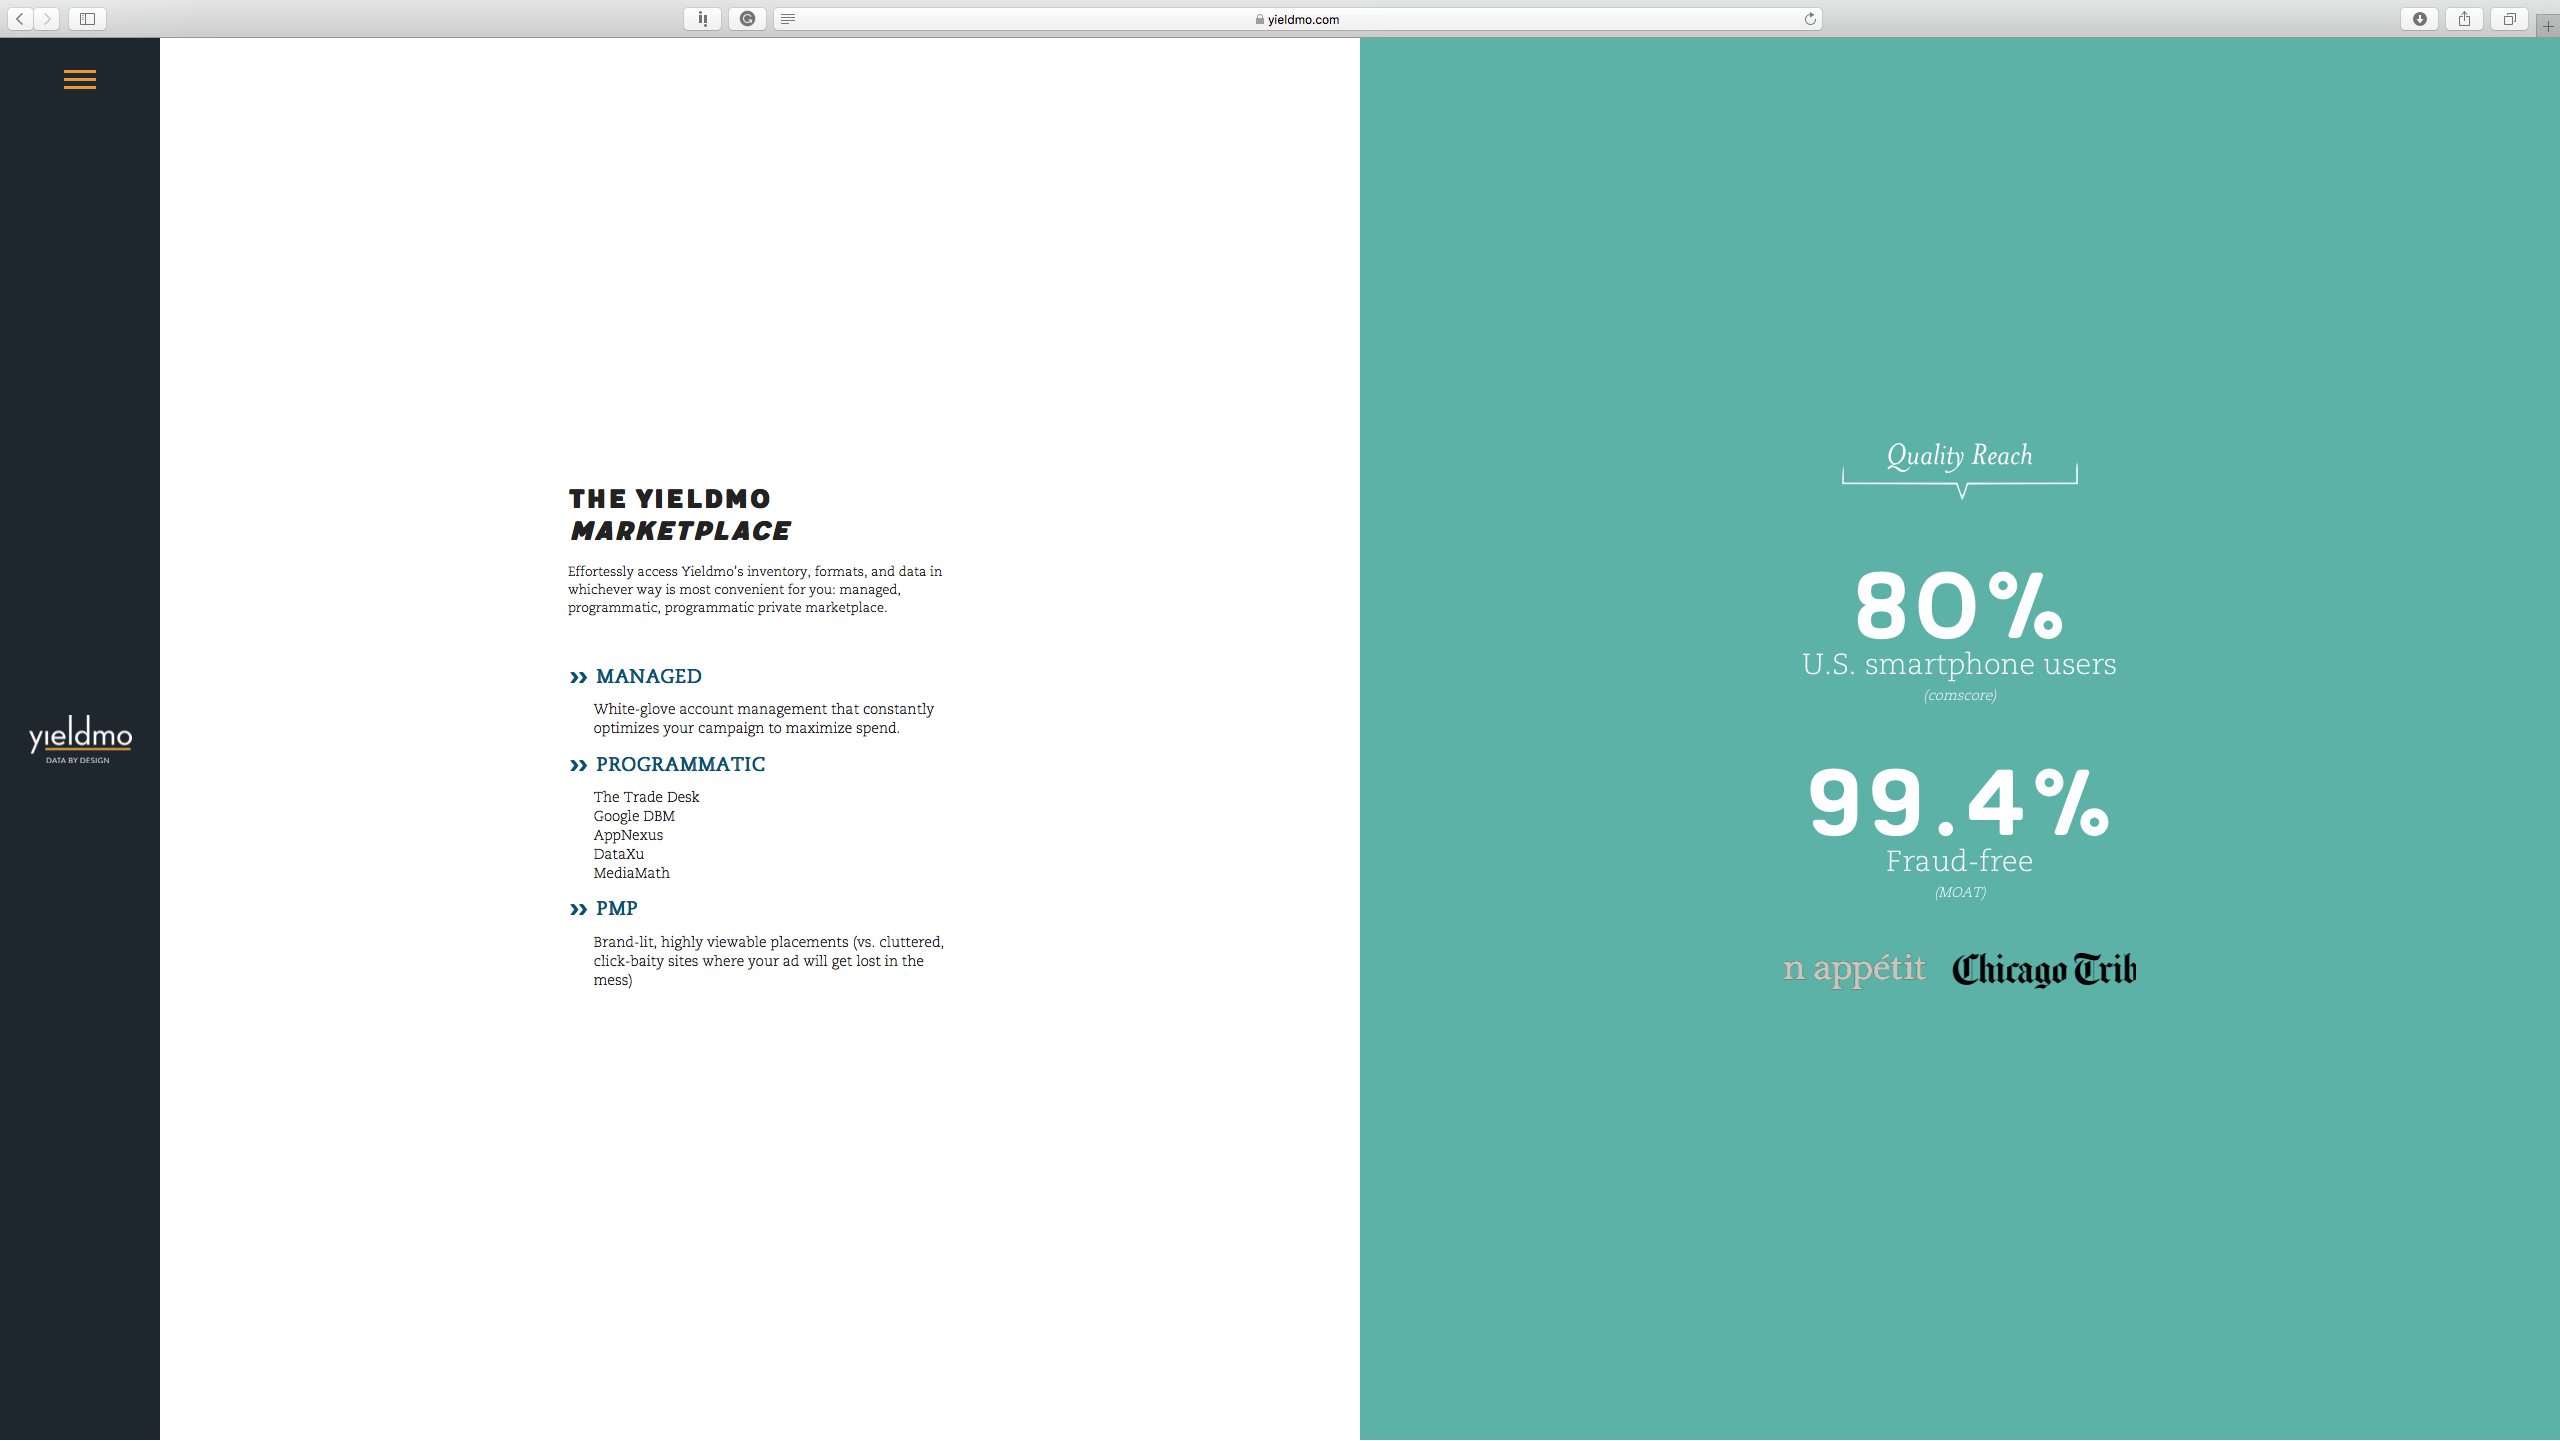 yieldmo.com
yieldmo
DATA BY DESIGN
THE YIELDMO
MARKETPLACE
Effortessly access Yieldmo's inventory, formats, and data in
whichever way is most convenient for you: managed,
programmatic, programmatic private marketplace.
›› MANAGED
White-glove account management that constantly
optimizes your campaign to maximize spend.
›› PROGRAMMATIC
The Trade Desk
Google DBM
AppNexus
DataXu
MediaMath
›› PMP
Brand-lit, highly viewable placements (vs. cluttered,
click-baity sites where your ad will get lost in the
mess)
Quality Reach
80%
U.S. smartphone users
(comscore)
99.4%
Fraud-free
(MOAT)
n appétit Chicago Trib